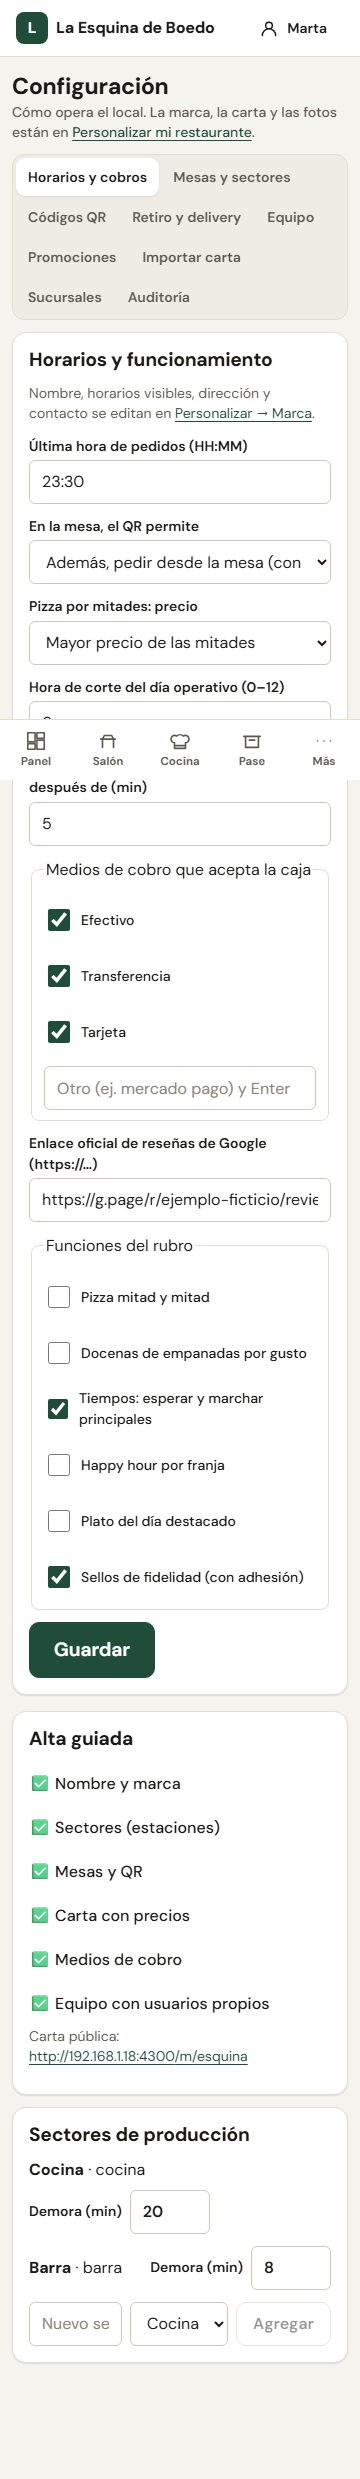 L La Esquina de Boedo Marta
Configuración
Cómo opera el local. La marca, la carta y las fotos
están en Personalizar mi restaurante.
Horarios y cobros Mesas y sectores
Códigos QR Retiro y delivery Equipo
Promociones Importar carta
Sucursales Auditoría
Horarios y funcionamiento
Nombre, horarios visibles, dirección y
contacto se editan en Personalizar → Marca.
Última hora de pedidos (HH:MM)
23:30
En la mesa, el QR permite
Además, pedir desde la mesa (con
Pizza por mitades: precio
Mayor precio de las mitades
Hora de corte del día operativo (0–12)
Panel Salón Cocina Pase Más
después de (min)
5
Medios de cobro que acepta la caja
Efectivo
Transferencia
Tarjeta
Otro (ej. mercado pago) y Enter
Enlace oficial de reseñas de Google
(https://…)
https://g.page/r/ejemplo-ficticio/revie
Funciones del rubro
Pizza mitad y mitad
Docenas de empanadas por gusto
Tiempos: esperar y marchar
principales
Happy hour por franja
Plato del día destacado
Sellos de fidelidad (con adhesión)
Guardar
Alta guiada
Nombre y marca
Sectores (estaciones)
Mesas y QR
Carta con precios
Medios de cobro
Equipo con usuarios propios
Carta pública:
http://192.168.1.18:4300/m/esquina
Sectores de producción
Cocina · cocina
Demora (min) 20
Barra · barra Demora (min) 8
Nuevo se Cocina Agregar